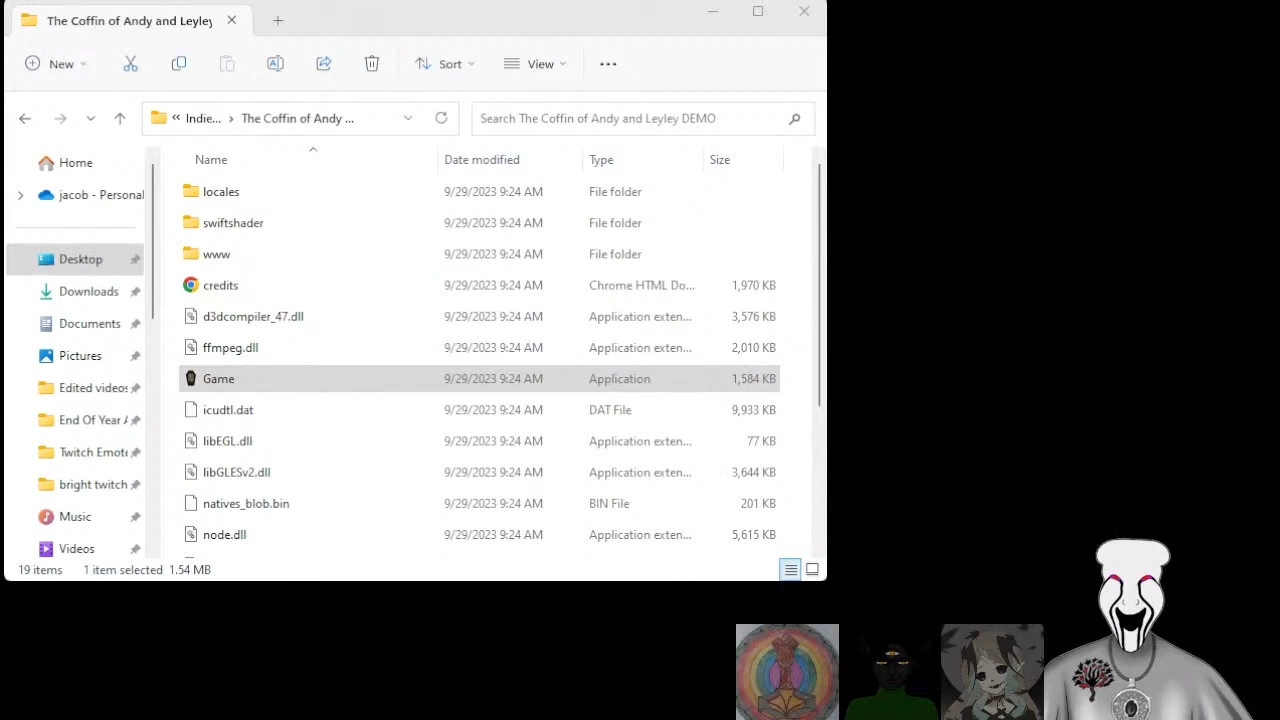 The Coffin of Andy and Leyley
New
Sort
View
Indie... > The Coffin of Andy ...
Search The Coffin of Andy and Leyley DEMO
Home
jacob - Personal
Desktop
Downloads
Documents
Pictures
Edited videos
End Of Year
Twitch Emote
bright twitch
Music
Videos
Name Date modified Type Size
locales 9/29/2023 9:24 AM File folder
swiftshader 9/29/2023 9:24 AM File folder
www 9/29/2023 9:24 AM File folder
credits 9/29/2023 9:24 AM Chrome HTML Do... 1,970 KB
d3dcompiler_47.dll 9/29/2023 9:24 AM Application exten... 3,576 KB
ffmpeg.dll 9/29/2023 9:24 AM Application exten... 2,010 KB
Game 9/29/2023 9:24 AM Application 1,584 KB
icudtl.dat 9/29/2023 9:24 AM DAT File 9,933 KB
libEGL.dll 9/29/2023 9:24 AM Application exten... 77 KB
libGLESv2.dll 9/29/2023 9:24 AM Application exten... 3,644 KB
natives_blob.bin 9/29/2023 9:24 AM BIN File 201 KB
node.dll 9/29/2023 9:24 AM Application exten... 5,615 KB
19 items 1 item selected 1.54 MB